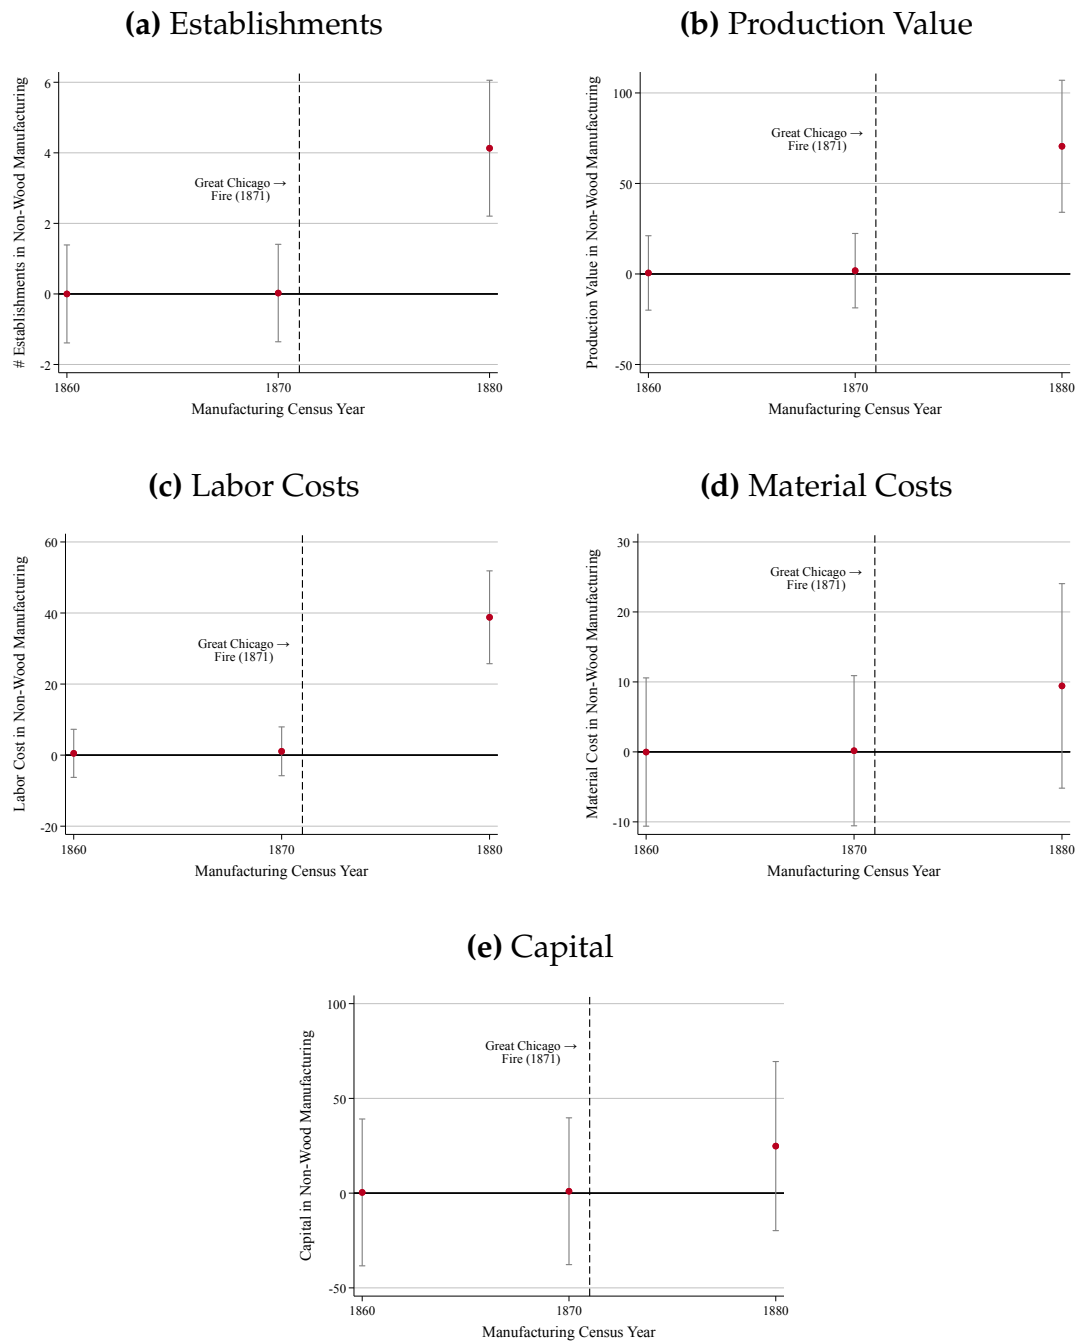 (a) Establishments
# Establishments in Non-Wood Manufacturing
6
4
2
0
-2
Great Chicago →
Fire (1871)
1860
1870
1880
Manufacturing Census Year
(b) Production Value
Production Value in Non-Wood Manufacturing
100
50
0
-50
Great Chicago →
Fire (1871)
1860
1870
1880
Manufacturing Census Year
(c) Labor Costs
Labor Cost in Non-Wood Manufacturing
60
40
20
0
-20
Great Chicago →
Fire (1871)
1860
1870
1880
Manufacturing Census Year
(d) Material Costs
Material Cost in Non-Wood Manufacturing
30
20
10
0
-10
Great Chicago →
Fire (1871)
1860
1870
1880
Manufacturing Census Year
(e) Capital
Capital in Non-Wood Manufacturing
100
50
0
-50
Great Chicago →
Fire (1871)
1860
1870
1880
Manufacturing Census Year